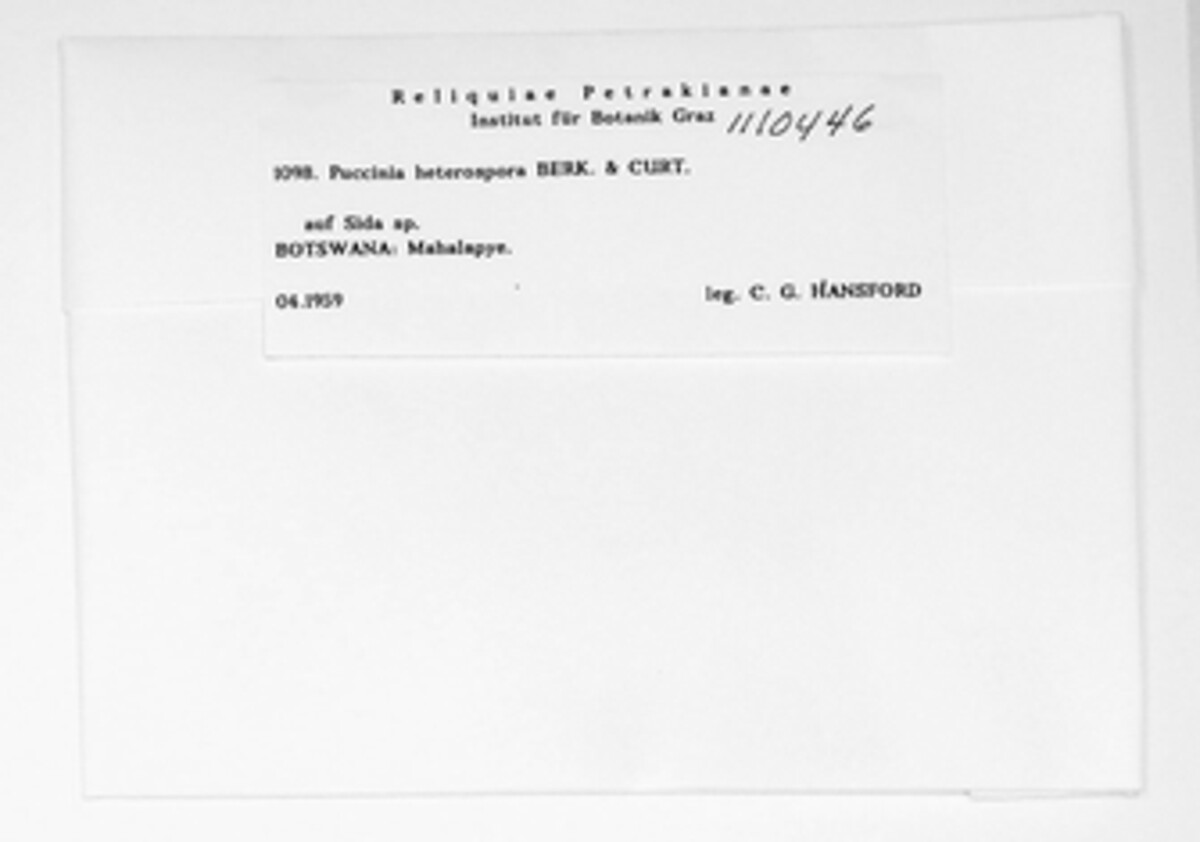 Reliquiae Petrakianae
Institut für Botanik Graz 1110446
1098. Puccinia heterospora BERK. & CURT.
auf Sida sp.
BOTSWANA: Mahalapye.
04.1959 leg. C. G. HANSFORD